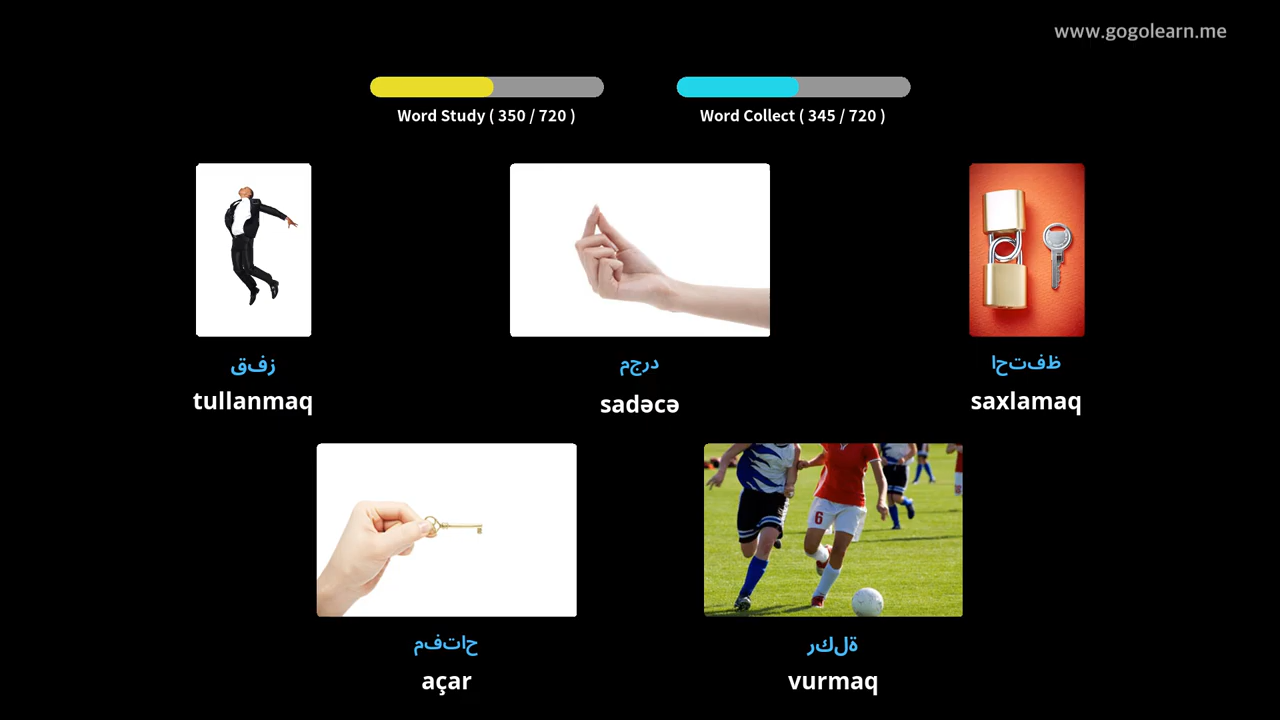 www.gogolearn.me
Word Study ( 350 / 720 )
Word Collect ( 345 / 720 )
قفز
مجرد
احتفظ
tullanmaq
sadəcə
saxlamaq
مفتاح
ركلة
açar
vurmaq